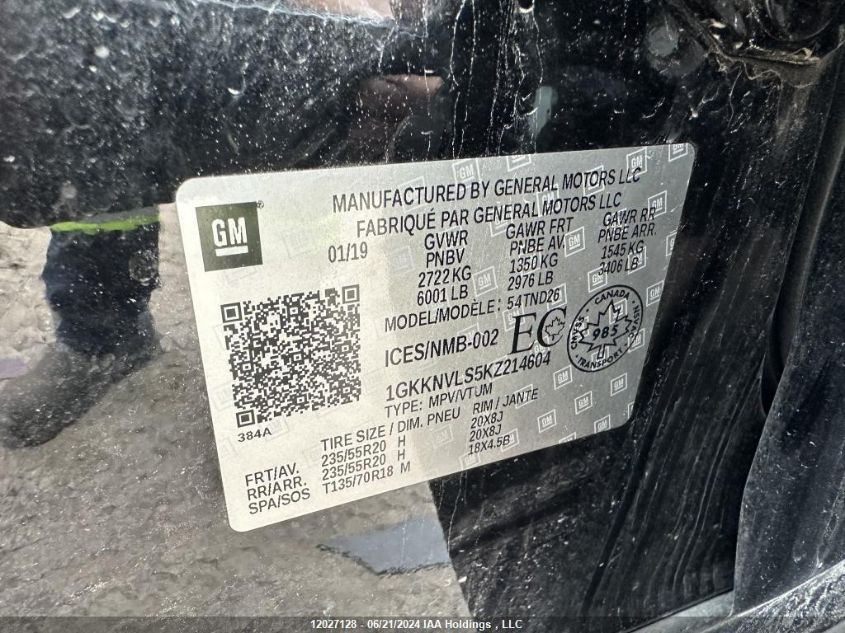 GM®
MANUFACTURED BY GENERAL MOTORS LLC
FABRIQUÉ PAR GENERAL MOTORS LLC
01/19 GVWR GAWR FRT GAWR RR
PNBV PNBE AV. PNBE ARR.
2722 KG 1350 KG 1545 KG
6001 LB 2976 LB 3406 LB
MODEL/MODÈLE: 54TND26
ICES/NMB-002 EC
CANADA
985
1GKKNVLS5KZ214604
TYPE: MPV/VTUM
384A
TIRE SIZE / DIM. PNEU RIM / JANTE
FRT/AV. 235/55R20 H 20X8J
RR/ARR. 235/55R20 H 20X8J
SPA/SOS T135/70R18 M 18X4.5B
12027128 - 06/21/2024 IAA Holdings , LLC